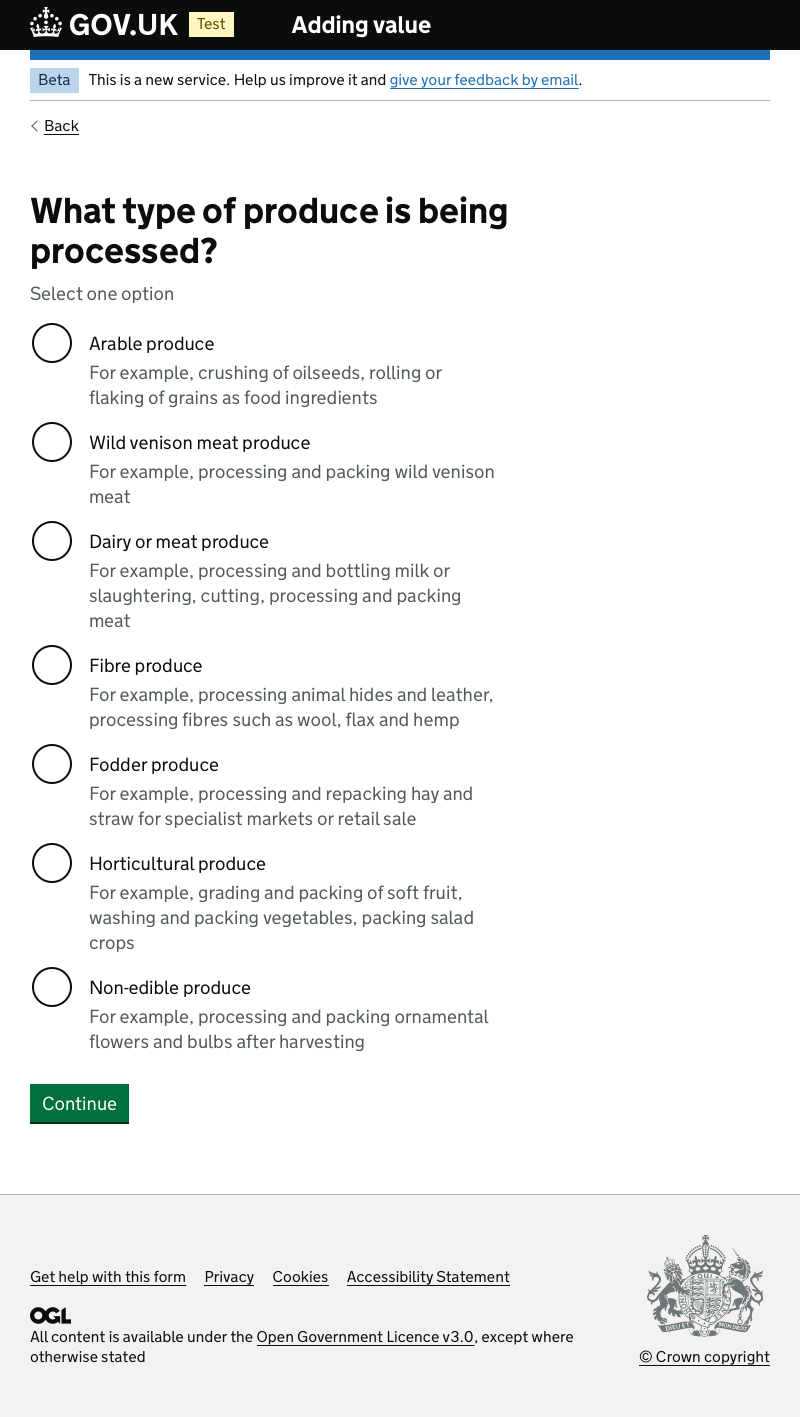 GOV.UK Test Adding value
Beta This is a new service. Help us improve it and give your feedback by email.
Back
What type of produce is being
processed?
Select one option
Arable produce
For example, crushing of oilseeds, rolling or
flaking of grains as food ingredients
Wild venison meat produce
For example, processing and packing wild venison
meat
Dairy or meat produce
For example, processing and bottling milk or
slaughtering, cutting, processing and packing
meat
Fibre produce
For example, processing animal hides and leather,
processing fibres such as wool, flax and hemp
Fodder produce
For example, processing and repacking hay and
straw for specialist markets or retail sale
Horticultural produce
For example, grading and packing of soft fruit,
washing and packing vegetables, packing salad
crops
Non-edible produce
For example, processing and packing ornamental
flowers and bulbs after harvesting
Continue
Get help with this form Privacy Cookies Accessibility Statement
OGL
All content is available under the Open Government Licence v3.0, except where
otherwise stated
© Crown copyright